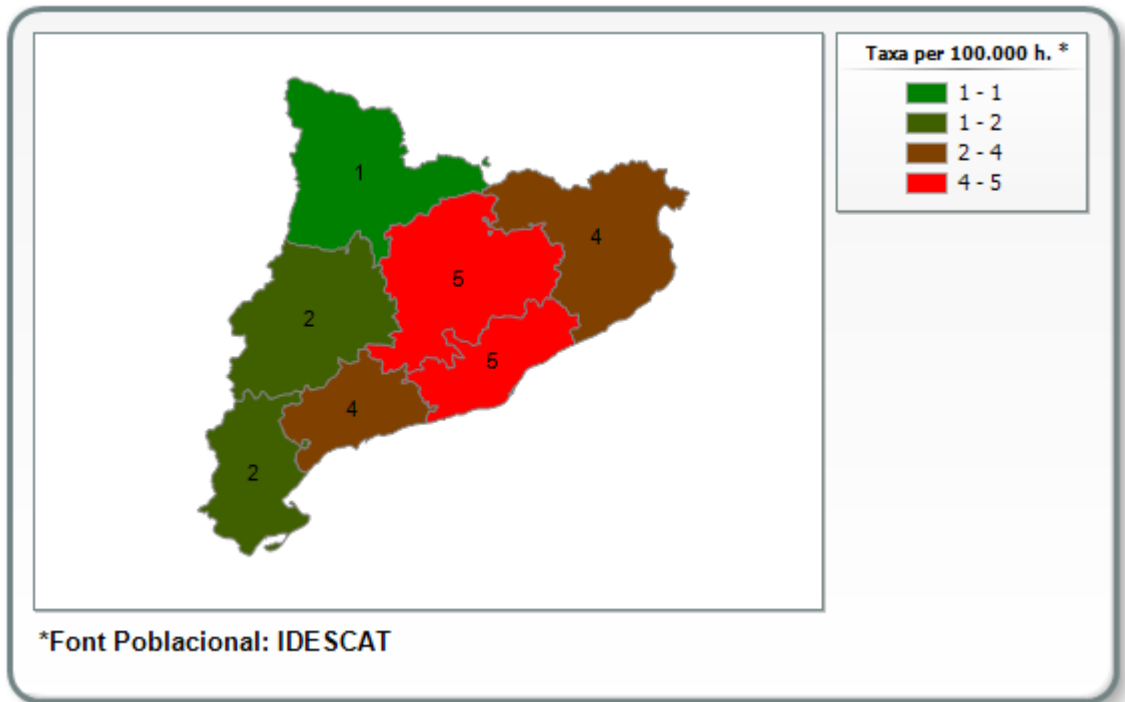 Taxa per 100.000 h. *
1 - 1
1 - 2
2 - 4
4 - 5
1
4
5
2
5
4
2
*Font Poblacional: IDESCAT